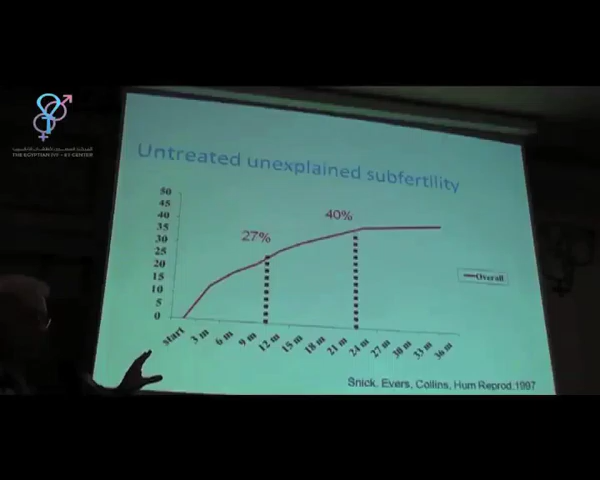 THE EGYPTIAN IVF - ET CENTER
Untreated unexplained subfertility
50
45
40
35
30
25
20
15
10
5
0
27%
40%
Overall
start
3 m
6 m
9 m
12 m
15 m
18 m
21 m
24 m
27 m
30 m
33 m
36 m
Snick, Evers, Collins, Hum Reprod.1997